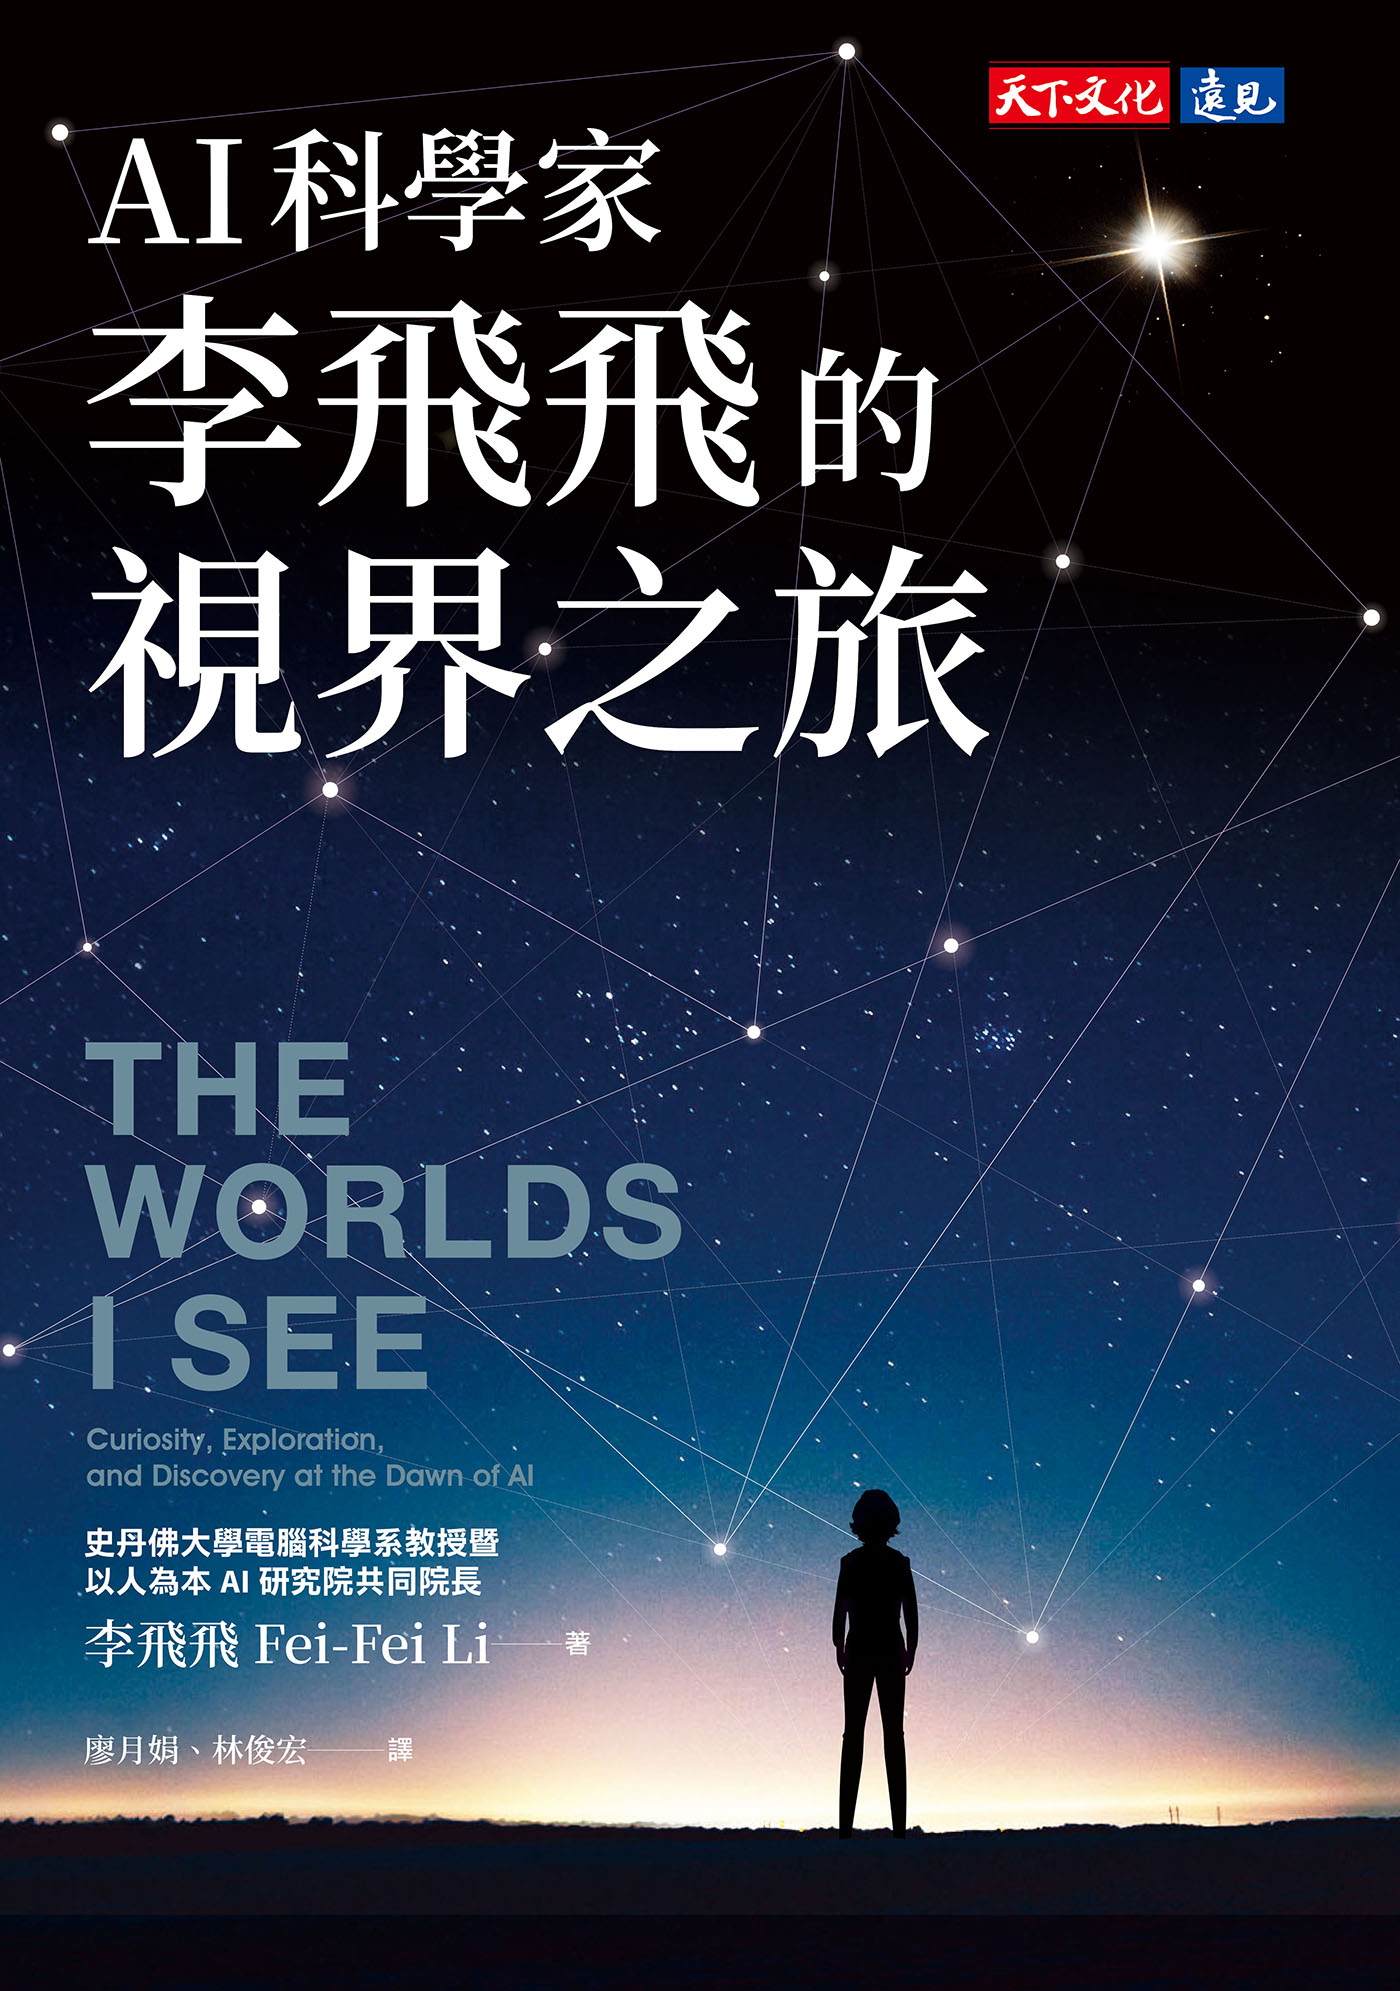 天下文化 遠見
AI 科學家
李飛飛的
視界之旅
THE
WORLDS
I SEE
Curiosity, Exploration,
and Discovery at the Dawn of AI
史丹佛大學電腦科學系教授暨
以人為本 AI 研究院共同院長
李飛飛 Fei-Fei Li——著
廖月娟、林俊宏——譯